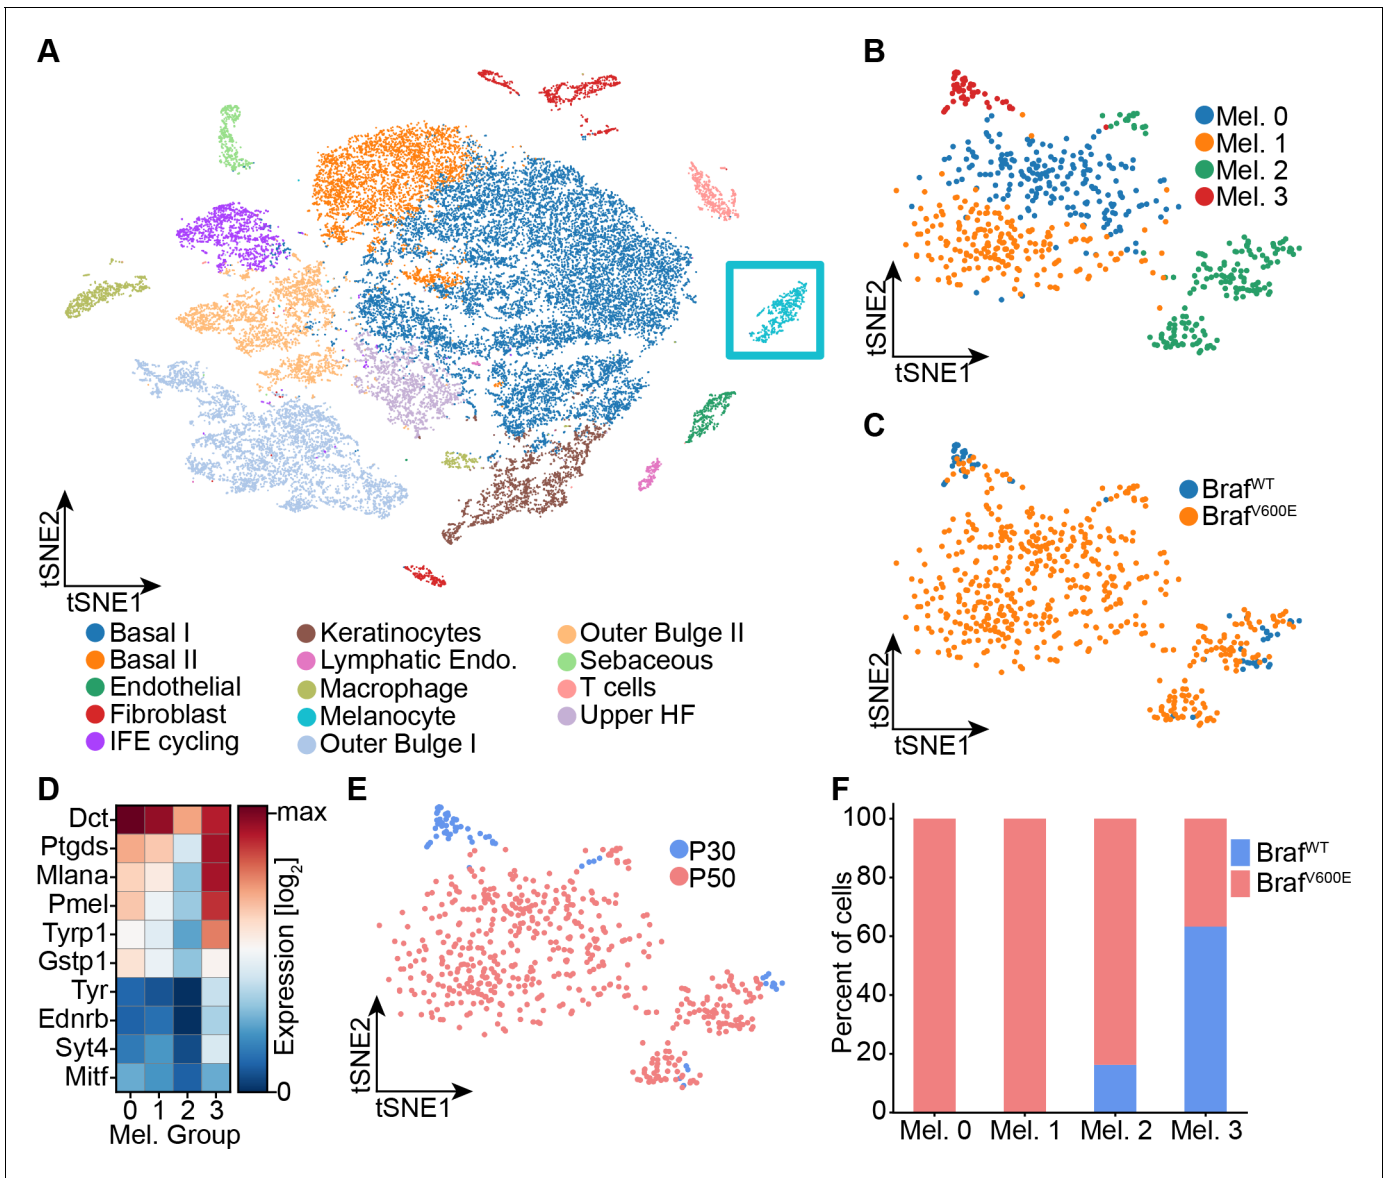 A
tSNE2
tSNE1
Basal I
Basal II
Endothelial
Fibroblast
IFE cycling
Keratinocytes
Lymphatic Endo.
Macrophage
Melanocyte
Outer Bulge I
Outer Bulge II
Sebaceous
T cells
Upper HF
B
Mel. 0
Mel. 1
Mel. 2
Mel. 3
tSNE2
tSNE1
C
Braf^WT
Braf^V600E
tSNE2
tSNE1
D
Dct
Ptgds
Mlana
Pmel
Tyrp1
Gstp1
Tyr
Ednrb
Syt4
Mitf
0 1 2 3
Mel. Group
max
Expression [log₂]
0
E
P30
P50
tSNE2
tSNE1
F
Percent of cells
100
80
60
40
20
0
Mel. 0 Mel. 1 Mel. 2 Mel. 3
Braf^WT
Braf^V600E